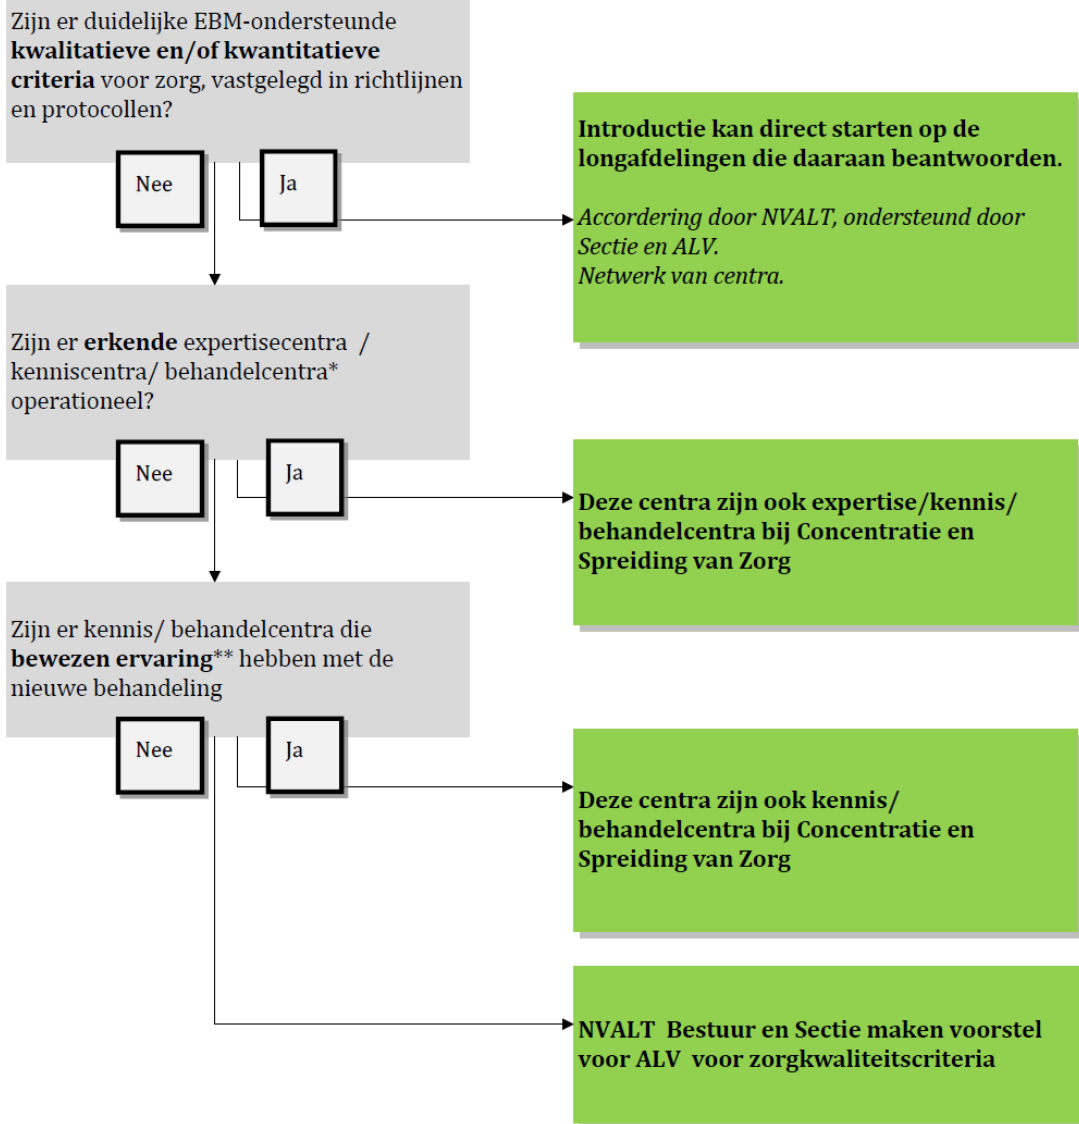 Zijn er duidelijke EBM-ondersteunde
kwalitatieve en/of kwantitatieve
criteria voor zorg, vastgelegd in richtlijnen
en protocollen?
Nee
Ja
Introductie kan direct starten op de
longafdelingen die daaraan beantwoorden.
Accordering door NVALT, ondersteund door
Sectie en ALV.
Netwerk van centra.
Zijn er erkende expertisecentra /
kenniscentra/ behandelcentra*
operationeel?
Nee
Ja
Deze centra zijn ook expertise/kennis/
behandelcentra bij Concentratie en
Spreiding van Zorg
Zijn er kennis/ behandelcentra die
bewezen ervaring** hebben met de
nieuwe behandeling
Nee
Ja
Deze centra zijn ook kennis/
behandelcentra bij Concentratie en
Spreiding van Zorg
NVALT Bestuur en Sectie maken voorstel
voor ALV voor zorgkwaliteitscriteria